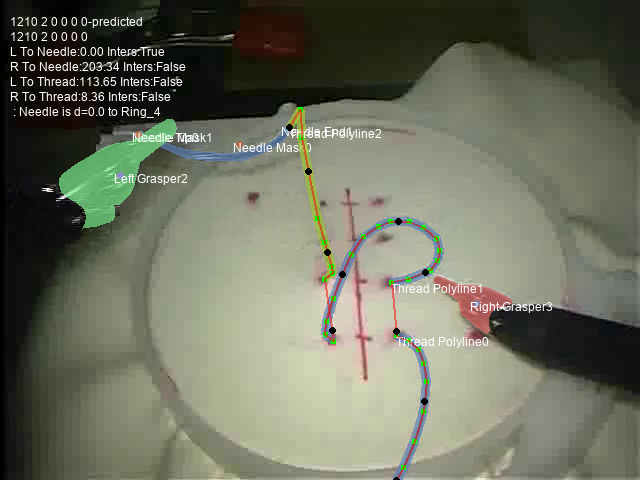 1210 2 0 0 0 0-predicted
1210 2 0 0 0 0
L To Needle:0.00 Inters:True
R To Needle:203.34 Inters:False
L To Thread:113.65 Inters:False
R To Thread:8.36 Inters:False
: Needle is d=0.0 to Ring_4
Thread Polyline2
Needle Mask1
Needle Mask0
Left Grasper2
Thread Polyline1
Right Grasper3
Thread Polyline0